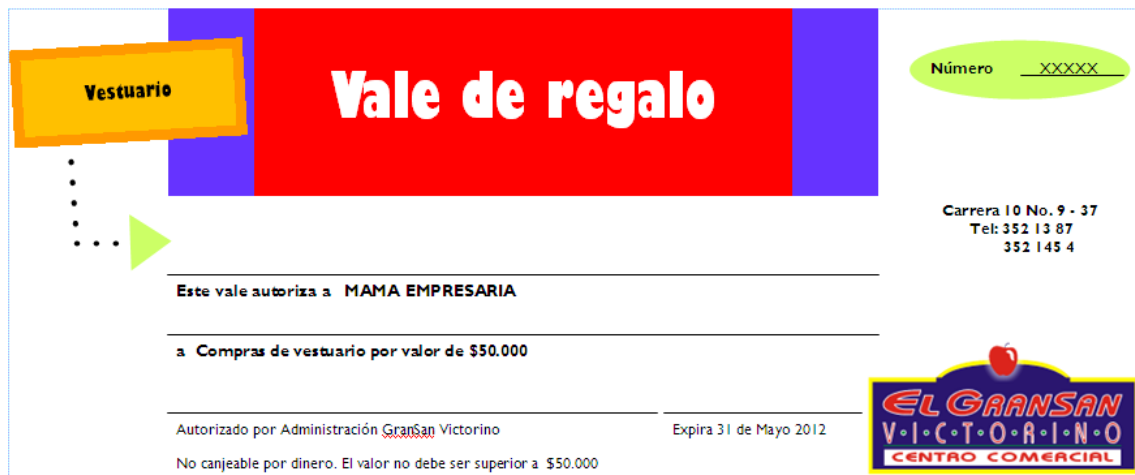 Vestuario
Vale de regalo
Número XXXXX
Carrera 10 No. 9 - 37
Tel: 352 13 87
352 145 4
Este vale autoriza a MAMA EMPRESARIA
a Compras de vestuario por valor de $50.000
Autorizado por Administración GranSan Victorino
Expira 31 de Mayo 2012
No canjeable por dinero. El valor no debe ser superior a $50.000
EL GRANSAN
V·I·C·T·O·R·I·N·O
CENTRO COMERCIAL